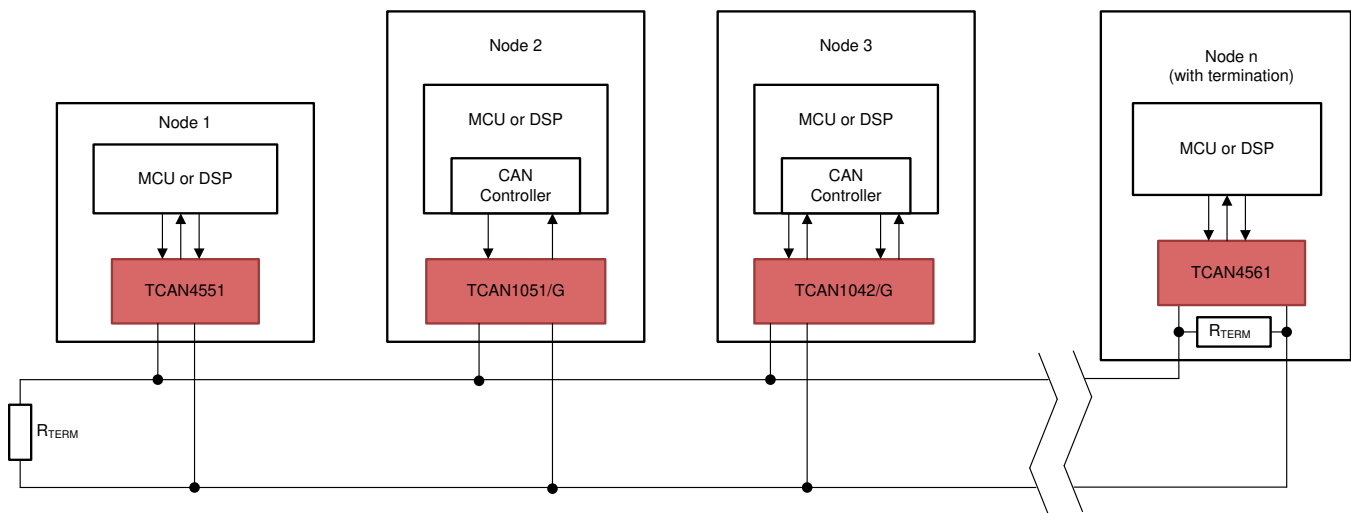 Node 1
MCU or DSP
TCAN4551
Node 2
MCU or DSP
CAN
Controller
TCAN1051/G
Node 3
MCU or DSP
CAN
Controller
TCAN1042/G
Node n
(with termination)
MCU or DSP
TCAN4561
RTERM
RTERM